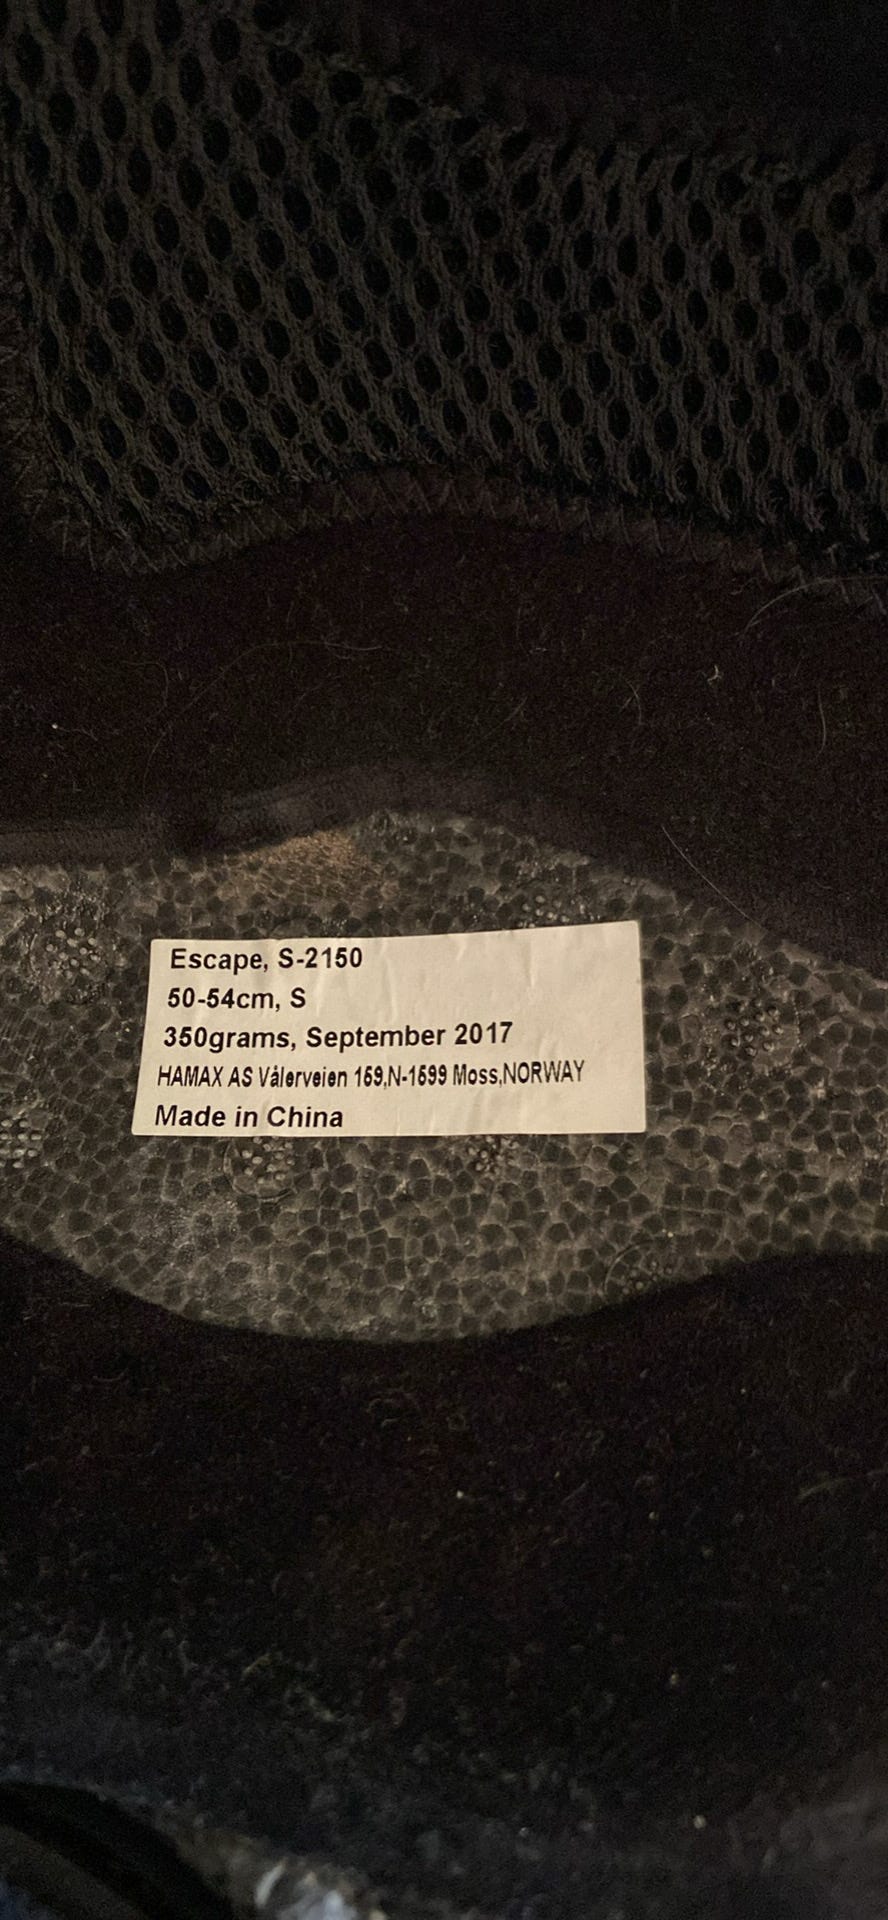 Escape, S-2150
50-54cm, S
350grams, September 2017
HAMAX AS Vålerveien 159,N-1599 Moss,NORWAY
Made in China